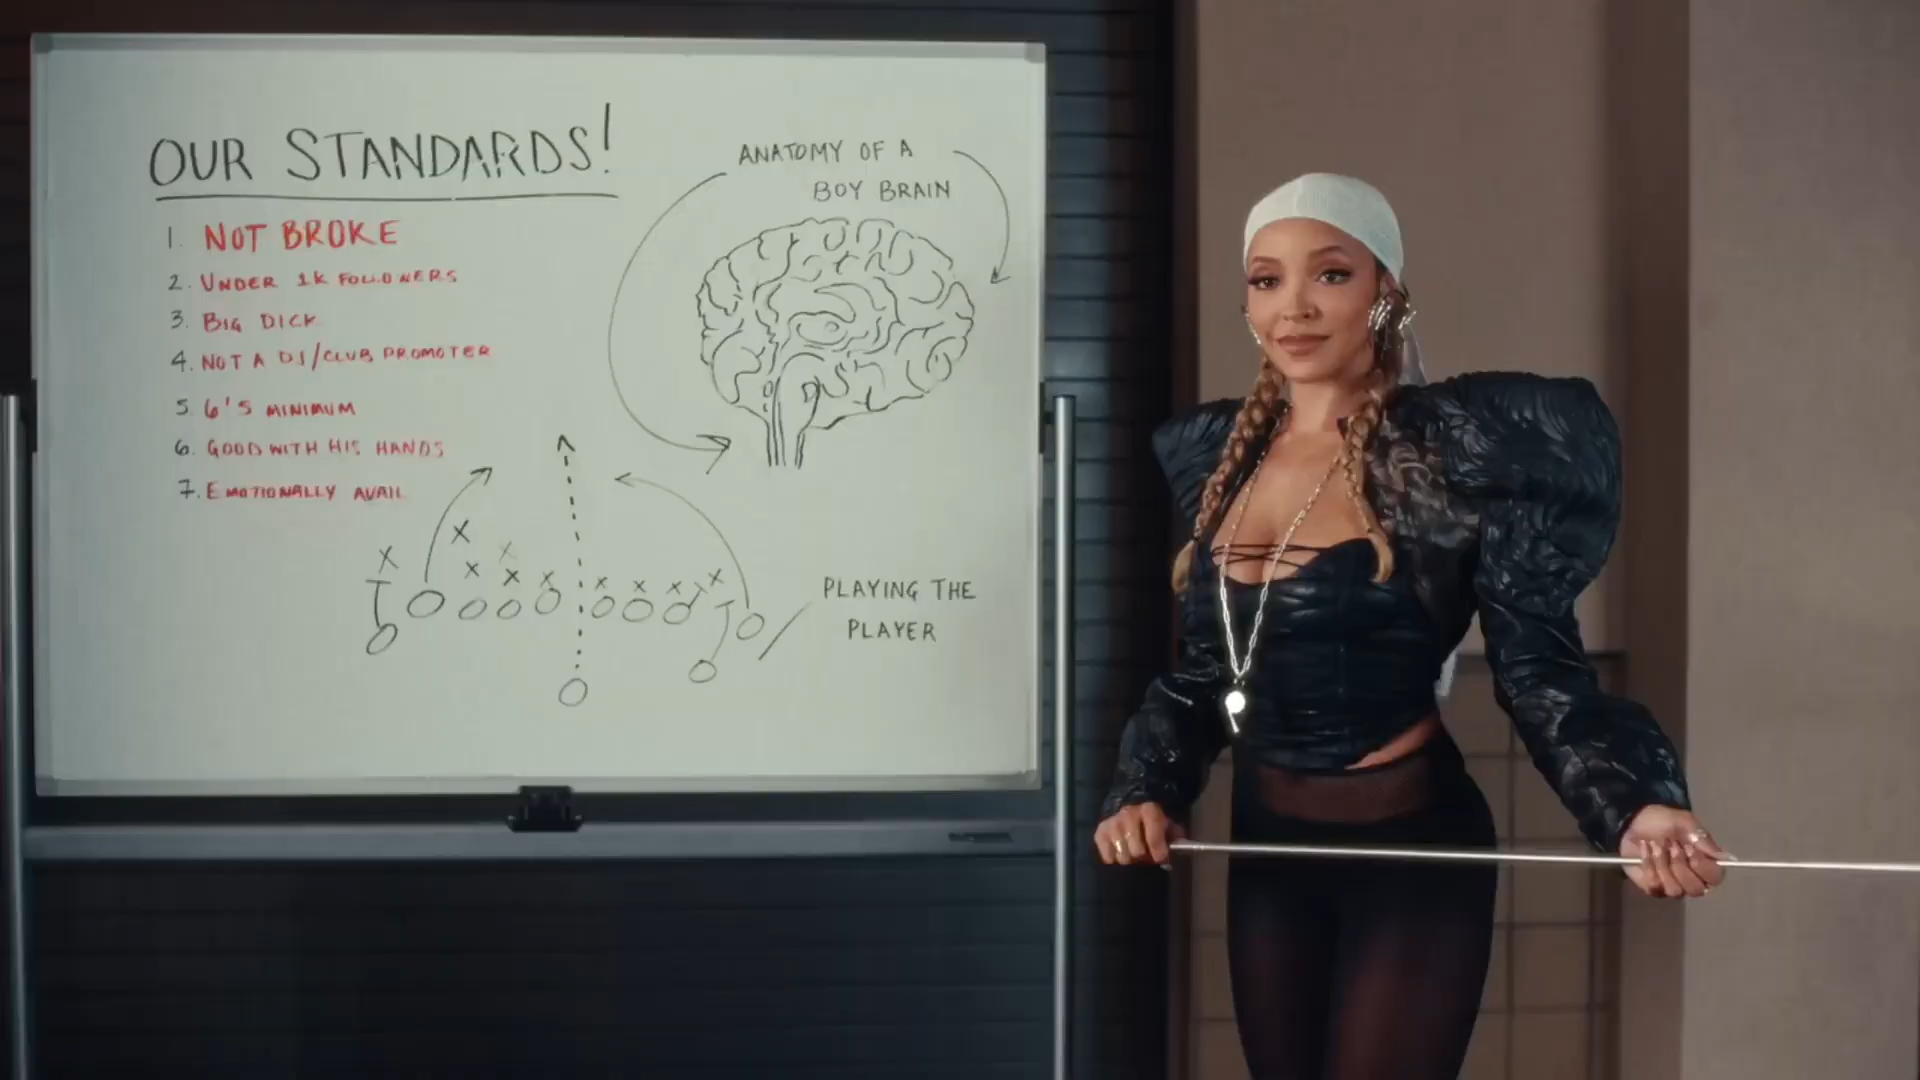 OUR STANDARDS!
1. NOT BROKE
2. UNDER 1K FOLLOWERS
3. BIG DICK
4. NOT A DJ/CLUB PROMOTER
5. 6'5 MINIMUM
6. GOOD WITH HIS HANDS
7. EMOTIONALLY AVAIL
ANATOMY OF A
BOY BRAIN
PLAYING THE
PLAYER